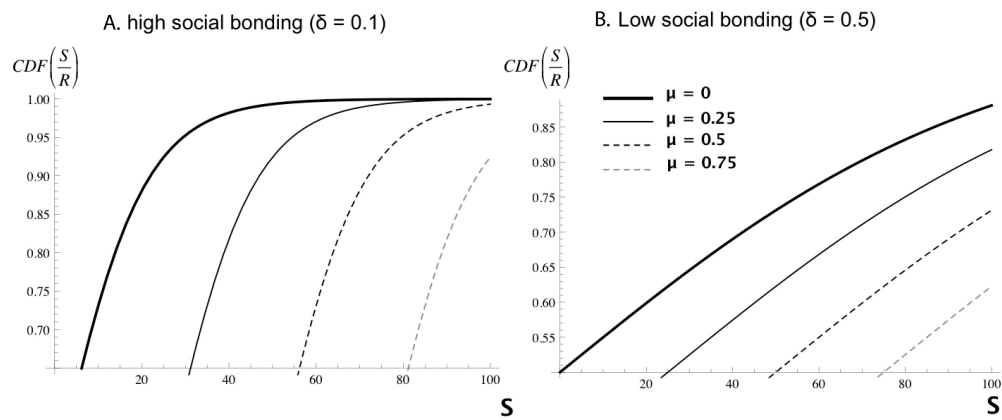 A. high social bonding (δ = 0.1)
CDF(S/R)
1.00
0.95
0.90
0.85
0.80
0.75
0.70
20 40 60 80 100
S
B. Low social bonding (δ = 0.5)
CDF(S/R)
μ = 0
μ = 0.25
μ = 0.5
μ = 0.75
0.85
0.80
0.75
0.70
0.65
0.60
0.55
20 40 60 80 100
S